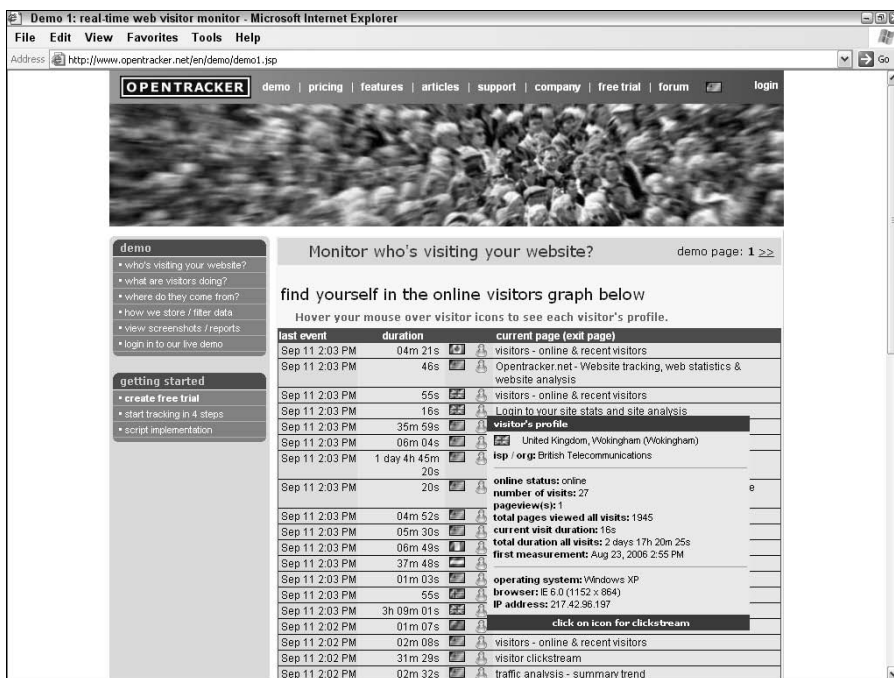 Demo 1: real-time web visitor monitor - Microsoft Internet Explorer
File Edit View Favorites Tools Help
Address http://www.opentracker.net/en/demo/demo1.jsp Go
OPENTRACKER demo | pricing | features | articles | support | company | free trial | forum login
demo
• who's visiting your website?
• what are visitors doing?
• where do they come from?
• how we store / filter data
• view screenshots / reports
• login in to our live demo
getting started
• create free trial
• start tracking in 4 steps
• script implementation
Monitor who's visiting your website? demo page: 1 >>
find yourself in the online visitors graph below
Hover your mouse over visitor icons to see each visitor's profile.
last event duration current page (exit page)
Sep 11 2:03 PM 04m 21s visitors - online & recent visitors
Sep 11 2:03 PM 46s Opentracker.net - Website tracking, web statistics &
website analysis
Sep 11 2:03 PM 55s visitors - online & recent visitors
Sep 11 2:03 PM 16s Login to your site stats and site analysis
Sep 11 2:03 PM 35m 59s
Sep 11 2:03 PM 06m 04s
Sep 11 2:03 PM 1 day 4h 45m
20s
Sep 11 2:03 PM 20s e
Sep 11 2:03 PM 04m 52s
Sep 11 2:03 PM 05m 30s
Sep 11 2:03 PM 06m 49s
Sep 11 2:03 PM 37m 48s
Sep 11 2:03 PM 01m 03s
Sep 11 2:03 PM 55s
Sep 11 2:03 PM 3h 09m 01s
Sep 11 2:02 PM 01m 07s
Sep 11 2:02 PM 02m 08s visitors - online & recent visitors
Sep 11 2:02 PM 31m 29s visitor clickstream
Sep 11 2:02 PM 02m 32s traffic analysis - summary trend
visitor's profile
United Kingdom, Wokingham (Wokingham)
isp / org: British Telecommunications
online status: online
number of visits: 27
pageview(s): 1
total pages viewed all visits: 1945
current visit duration: 16s
total duration all visits: 2 days 17h 20m 25s
first measurement: Aug 23, 2006 2:55 PM
operating system: Windows XP
browser: IE 6.0 (1152 x 864)
IP address: 217.42.96.197
click on icon for clickstream